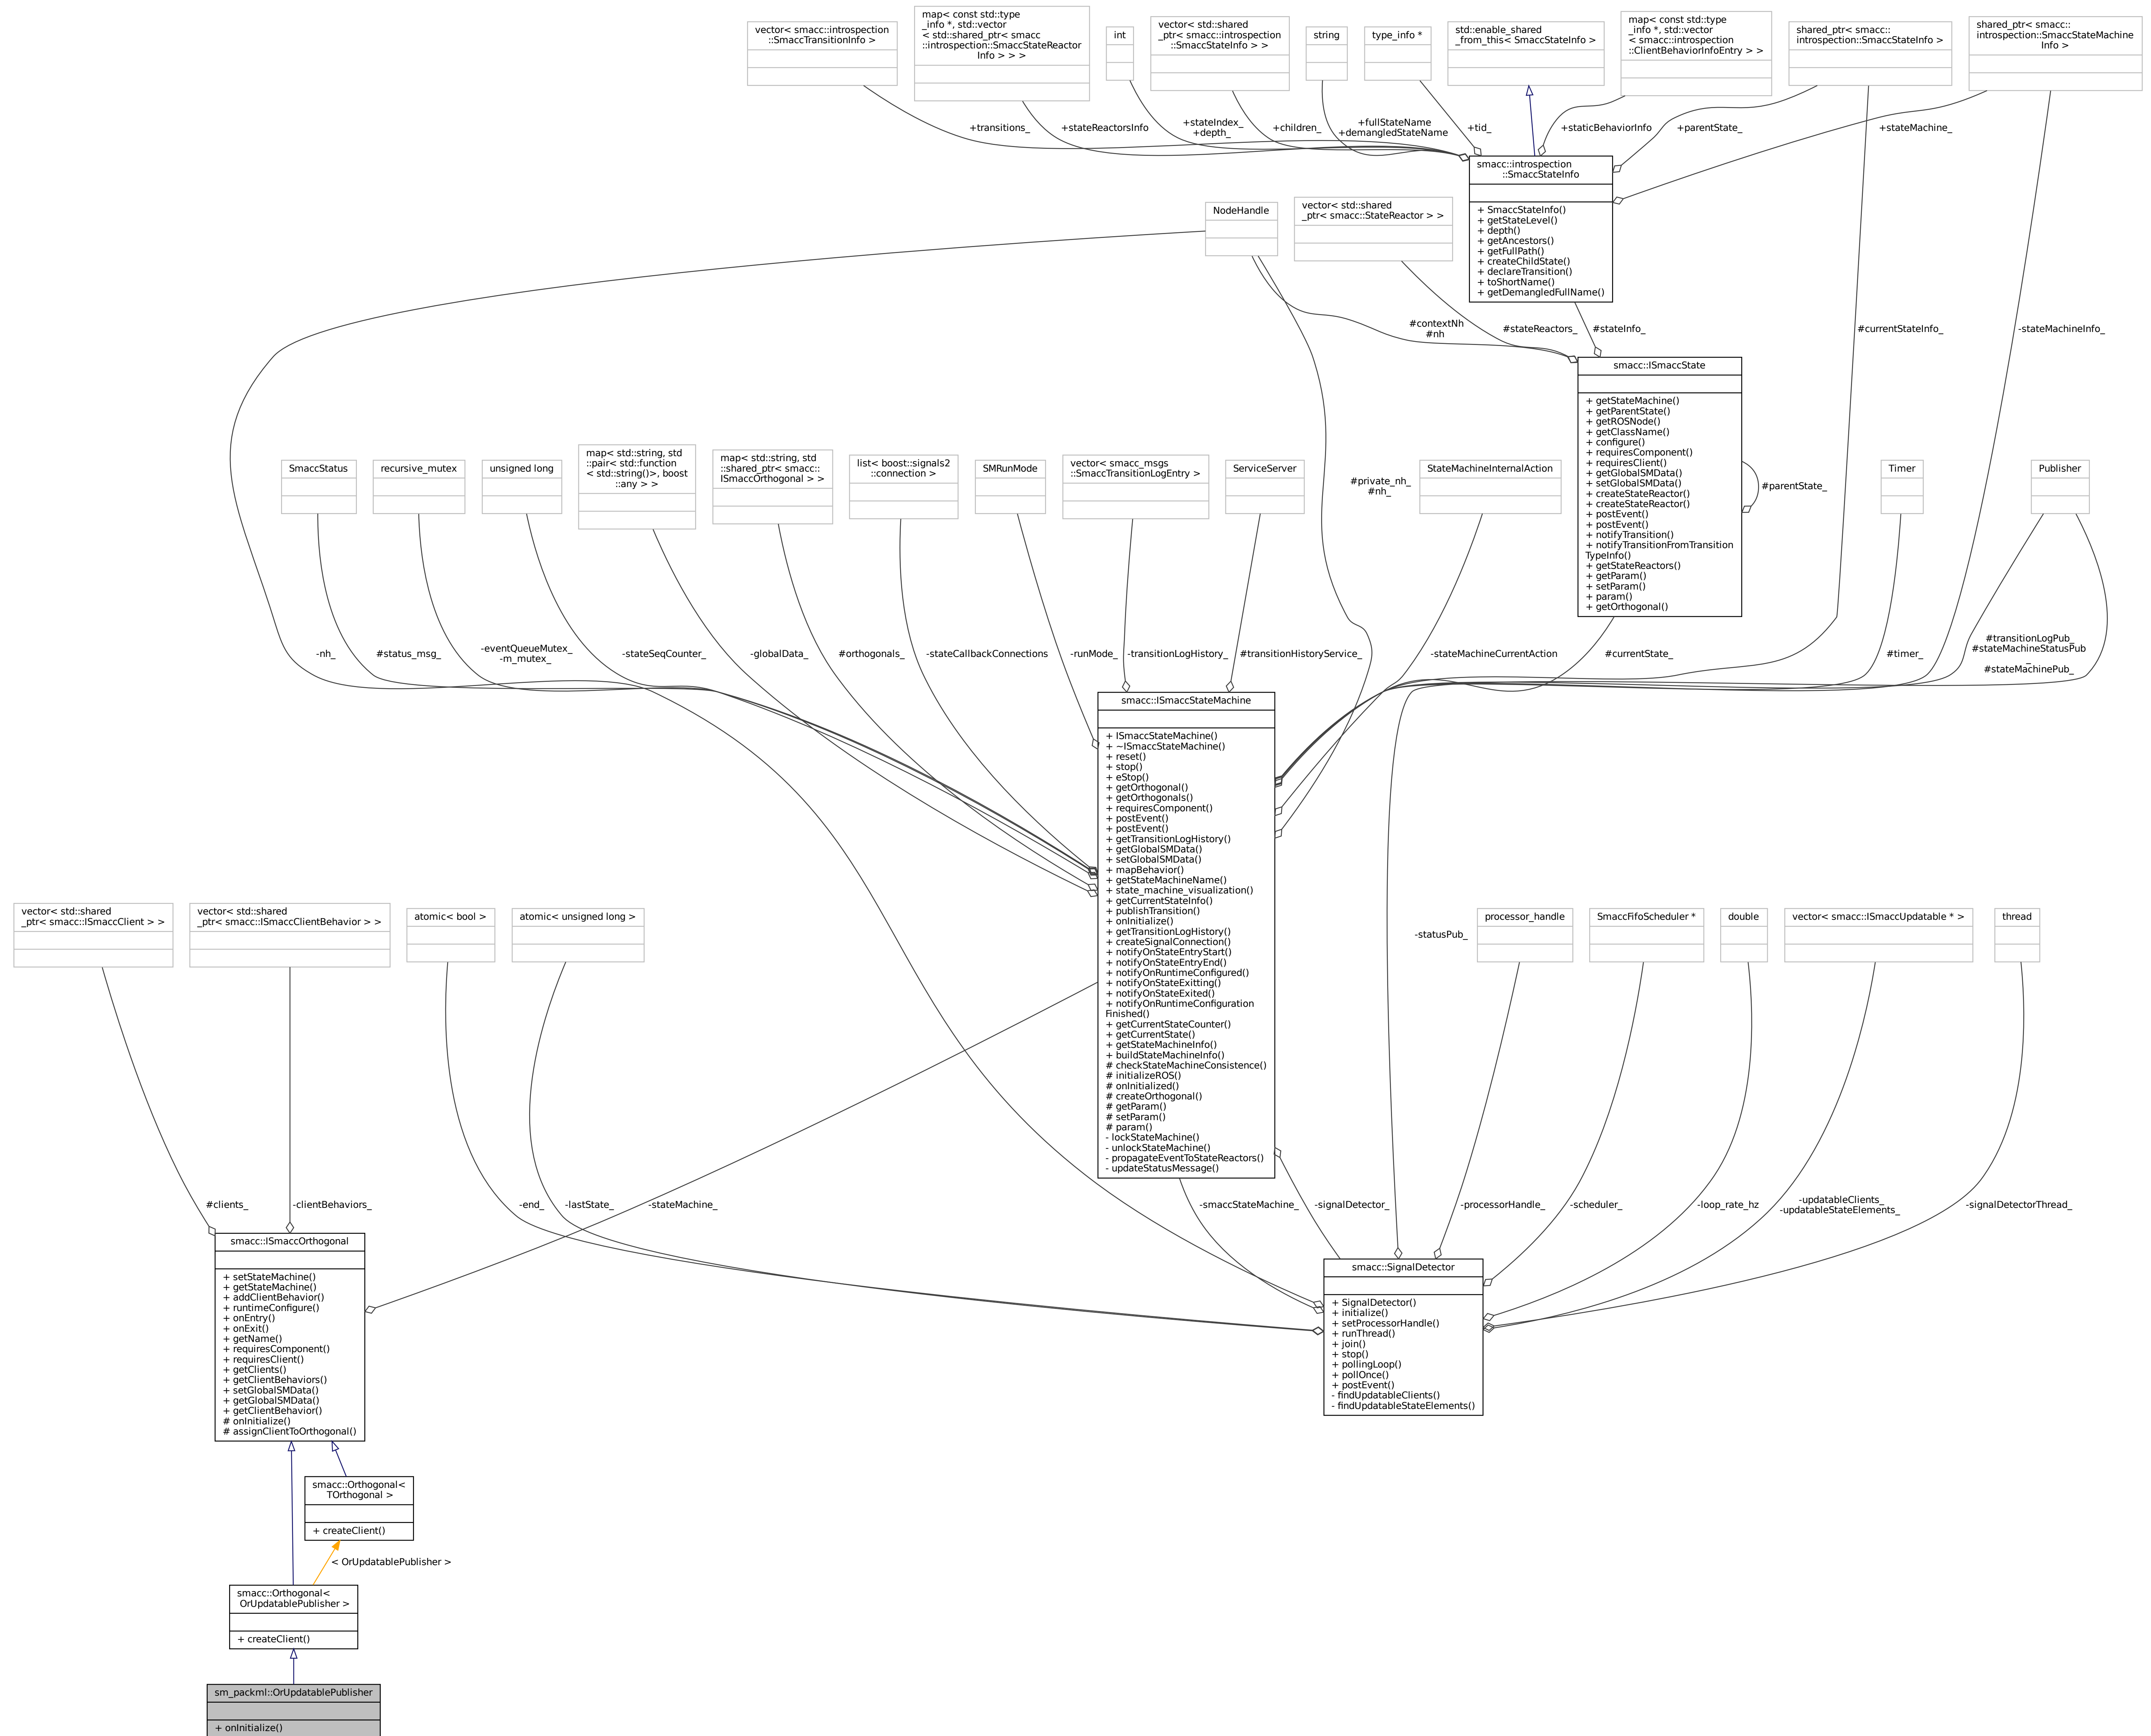 vector< smacc::introspection
::SmaccTransitionInfo >
map< const std::type
_info *, std::vector
< std::shared_ptr< smacc
::introspection::SmaccStateReactor
Info > > >
int
vector< std::shared
_ptr< smacc::introspection
::SmaccStateInfo > >
string
type_info *
std::enable_shared
_from_this< SmaccStateInfo >
map< const std::type
_info *, std::vector
< smacc::introspection
::ClientBehaviorInfoEntry > >
shared_ptr< smacc::
introspection::SmaccStateInfo >
shared_ptr< smacc::
introspection::SmaccStateMachine
Info >
+transitions_
+stateReactorsInfo
+stateIndex_
+depth_
+children_
+fullStateName
+demangledStateName
+tid_
+staticBehaviorInfo
+parentState_
+stateMachine_
smacc::introspection
::SmaccStateInfo
+ SmaccStateInfo()
+ getStateLevel()
+ depth()
+ getAncestors()
+ getFullPath()
+ createChildState()
+ declareTransition()
+ toShortName()
+ getDemangledFullName()
NodeHandle
vector< std::shared
_ptr< smacc::StateReactor > >
#contextNh
#nh
#stateReactors_
#stateInfo_
#currentStateInfo_
-stateMachineInfo_
smacc::ISmaccState
+ getStateMachine()
+ getParentState()
+ getROSNode()
+ getClassName()
+ configure()
+ requiresComponent()
+ requiresClient()
+ getGlobalSMData()
+ setGlobalSMData()
+ createStateReactor()
+ createStateReactor()
+ postEvent()
+ postEvent()
+ notifyTransition()
+ notifyTransitionFromTransition
TypeInfo()
+ getStateReactors()
+ getParam()
+ setParam()
+ param()
+ getOrthogonal()
#parentState_
SmaccStatus
recursive_mutex
unsigned long
map< std::string, std
::pair< std::function
< std::string()>, boost
::any > >
map< std::string, std
::shared_ptr< smacc::
ISmaccOrthogonal > >
list< boost::signals2
::connection >
SMRunMode
vector< smacc_msgs
::SmaccTransitionLogEntry >
ServiceServer
#private_nh_
#nh_
StateMachineInternalAction
Timer
Publisher
-nh_
#status_msg_
-eventQueueMutex_
-m_mutex_
-stateSeqCounter_
-globalData_
#orthogonals_
-stateCallbackConnections
-runMode_
-transitionLogHistory_
#transitionHistoryService_
-stateMachineCurrentAction
#currentState_
#timer_
#transitionLogPub_
#stateMachineStatusPub
_
#stateMachinePub_
smacc::ISmaccStateMachine
+ ISmaccStateMachine()
+ ~ISmaccStateMachine()
+ reset()
+ stop()
+ eStop()
+ getOrthogonal()
+ getOrthogonals()
+ requiresComponent()
+ postEvent()
+ postEvent()
+ getTransitionLogHistory()
+ getGlobalSMData()
+ setGlobalSMData()
+ mapBehavior()
+ getStateMachineName()
+ state_machine_visualization()
+ getCurrentStateInfo()
+ publishTransition()
+ onInitialize()
+ getTransitionLogHistory()
+ createSignalConnection()
+ notifyOnStateEntryStart()
+ notifyOnStateEntryEnd()
+ notifyOnRuntimeConfigured()
+ notifyOnStateExitting()
+ notifyOnStateExited()
+ notifyOnRuntimeConfiguration
Finished()
+ getCurrentStateCounter()
+ getCurrentState()
+ getStateMachineInfo()
+ buildStateMachineInfo()
# checkStateMachineConsistence()
# initializeROS()
# onInitialized()
# createOrthogonal()
# getParam()
# setParam()
# param()
- lockStateMachine()
- unlockStateMachine()
- propagateEventToStateReactors()
- updateStatusMessage()
vector< std::shared
_ptr< smacc::ISmaccClient > >
vector< std::shared
_ptr< smacc::ISmaccClientBehavior > >
atomic< bool >
atomic< unsigned long >
-statusPub_
processor_handle
SmaccFifoScheduler *
double
vector< smacc::ISmaccUpdatable * >
thread
#clients_
-clientBehaviors_
-end_
-lastState_
-stateMachine_
-smaccStateMachine_
-signalDetector_
-processorHandle_
-scheduler_
-loop_rate_hz
-updatableClients_
-updatableStateElements_
-signalDetectorThread_
smacc::ISmaccOrthogonal
+ setStateMachine()
+ getStateMachine()
+ addClientBehavior()
+ runtimeConfigure()
+ onEntry()
+ onExit()
+ getName()
+ requiresComponent()
+ requiresClient()
+ getClients()
+ getClientBehaviors()
+ setGlobalSMData()
+ getGlobalSMData()
+ getClientBehavior()
# onInitialize()
# assignClientToOrthogonal()
smacc::SignalDetector
+ SignalDetector()
+ initialize()
+ setProcessorHandle()
+ runThread()
+ join()
+ stop()
+ pollingLoop()
+ pollOnce()
+ postEvent()
- findUpdatableClients()
- findUpdatableStateElements()
smacc::Orthogonal<
TOrthogonal >
+ createClient()
< OrUpdatablePublisher >
smacc::Orthogonal<
OrUpdatablePublisher >
+ createClient()
sm_packml::OrUpdatablePublisher
+ onInitialize()